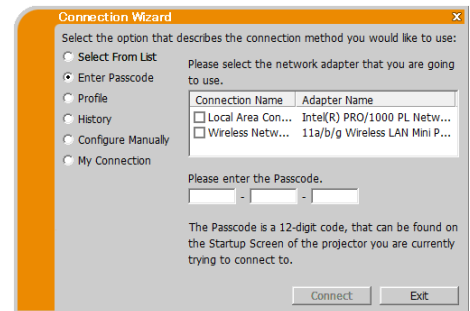 Connection Wizard
x
Select the option that describes the connection method you would like to use:
Select From List
Enter Passcode
Profile
History
Configure Manually
My Connection
Please select the network adapter that you are going
to use.
Connection Name Adapter Name
Local Area Con... Intel(R) PRO/1000 PL Netw...
Wireless Netw... 11a/b/g Wireless LAN Mini P...
Please enter the Passcode.
- -
The Passcode is a 12-digit code, that can be found on
the Startup Screen of the projector you are currently
trying to connect to.
Connect Exit